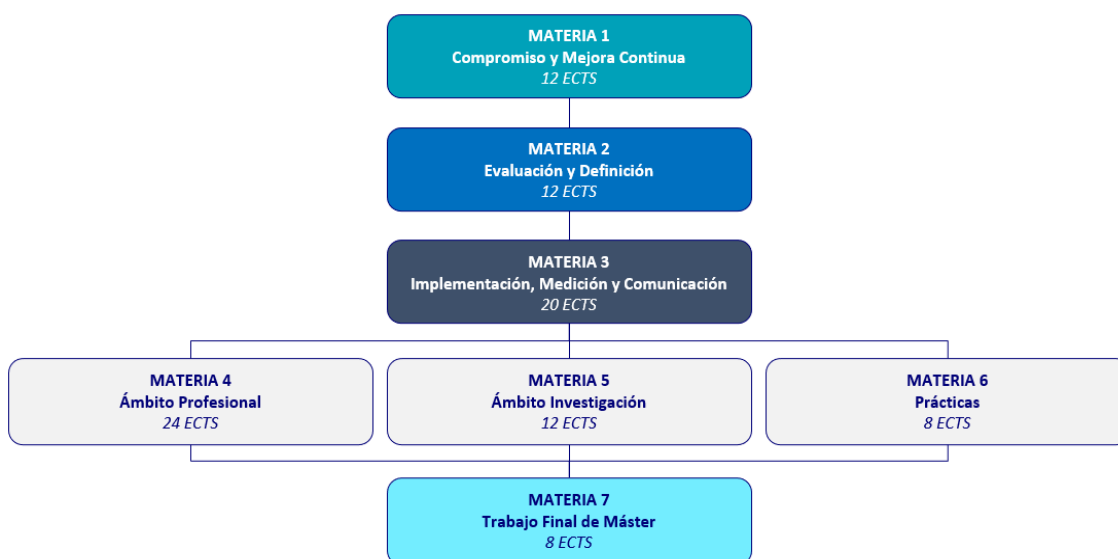 MATERIA 1
Compromiso y Mejora Continua
12 ECTS
MATERIA 2
Evaluación y Definición
12 ECTS
MATERIA 3
Implementación, Medición y Comunicación
20 ECTS
MATERIA 4
Ámbito Profesional
24 ECTS
MATERIA 5
Ámbito Investigación
12 ECTS
MATERIA 6
Prácticas
8 ECTS
MATERIA 7
Trabajo Final de Máster
8 ECTS